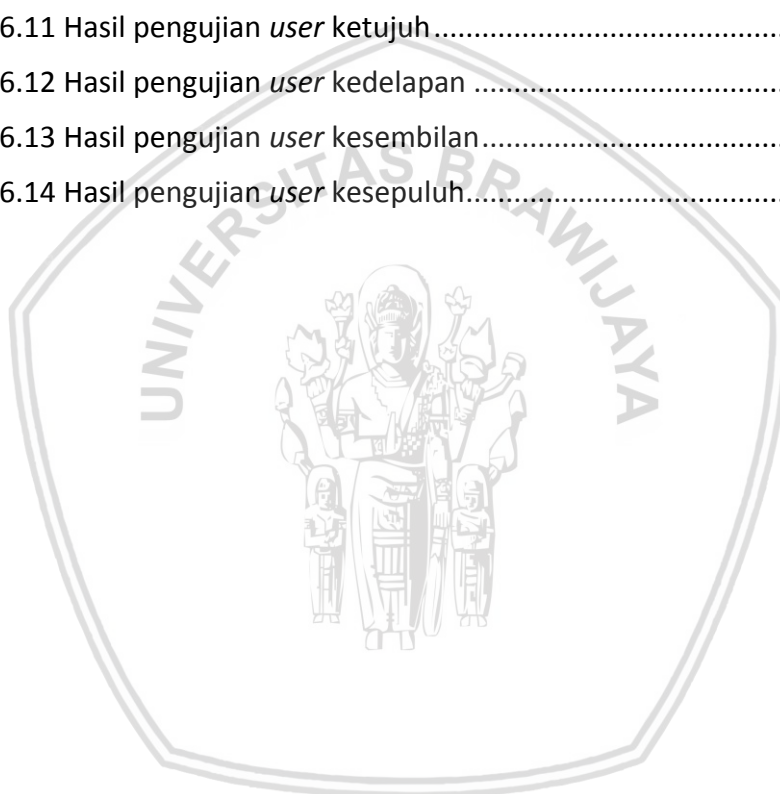 6.11 Hasil pengujian user ketujuh........................................
6.12 Hasil pengujian user kedelapan ....................................
6.13 Hasil pengujian user kesembilan...................................
6.14 Hasil pengujian user kesepuluh.....................................
UNIVERSITAS BRAWIJAYA